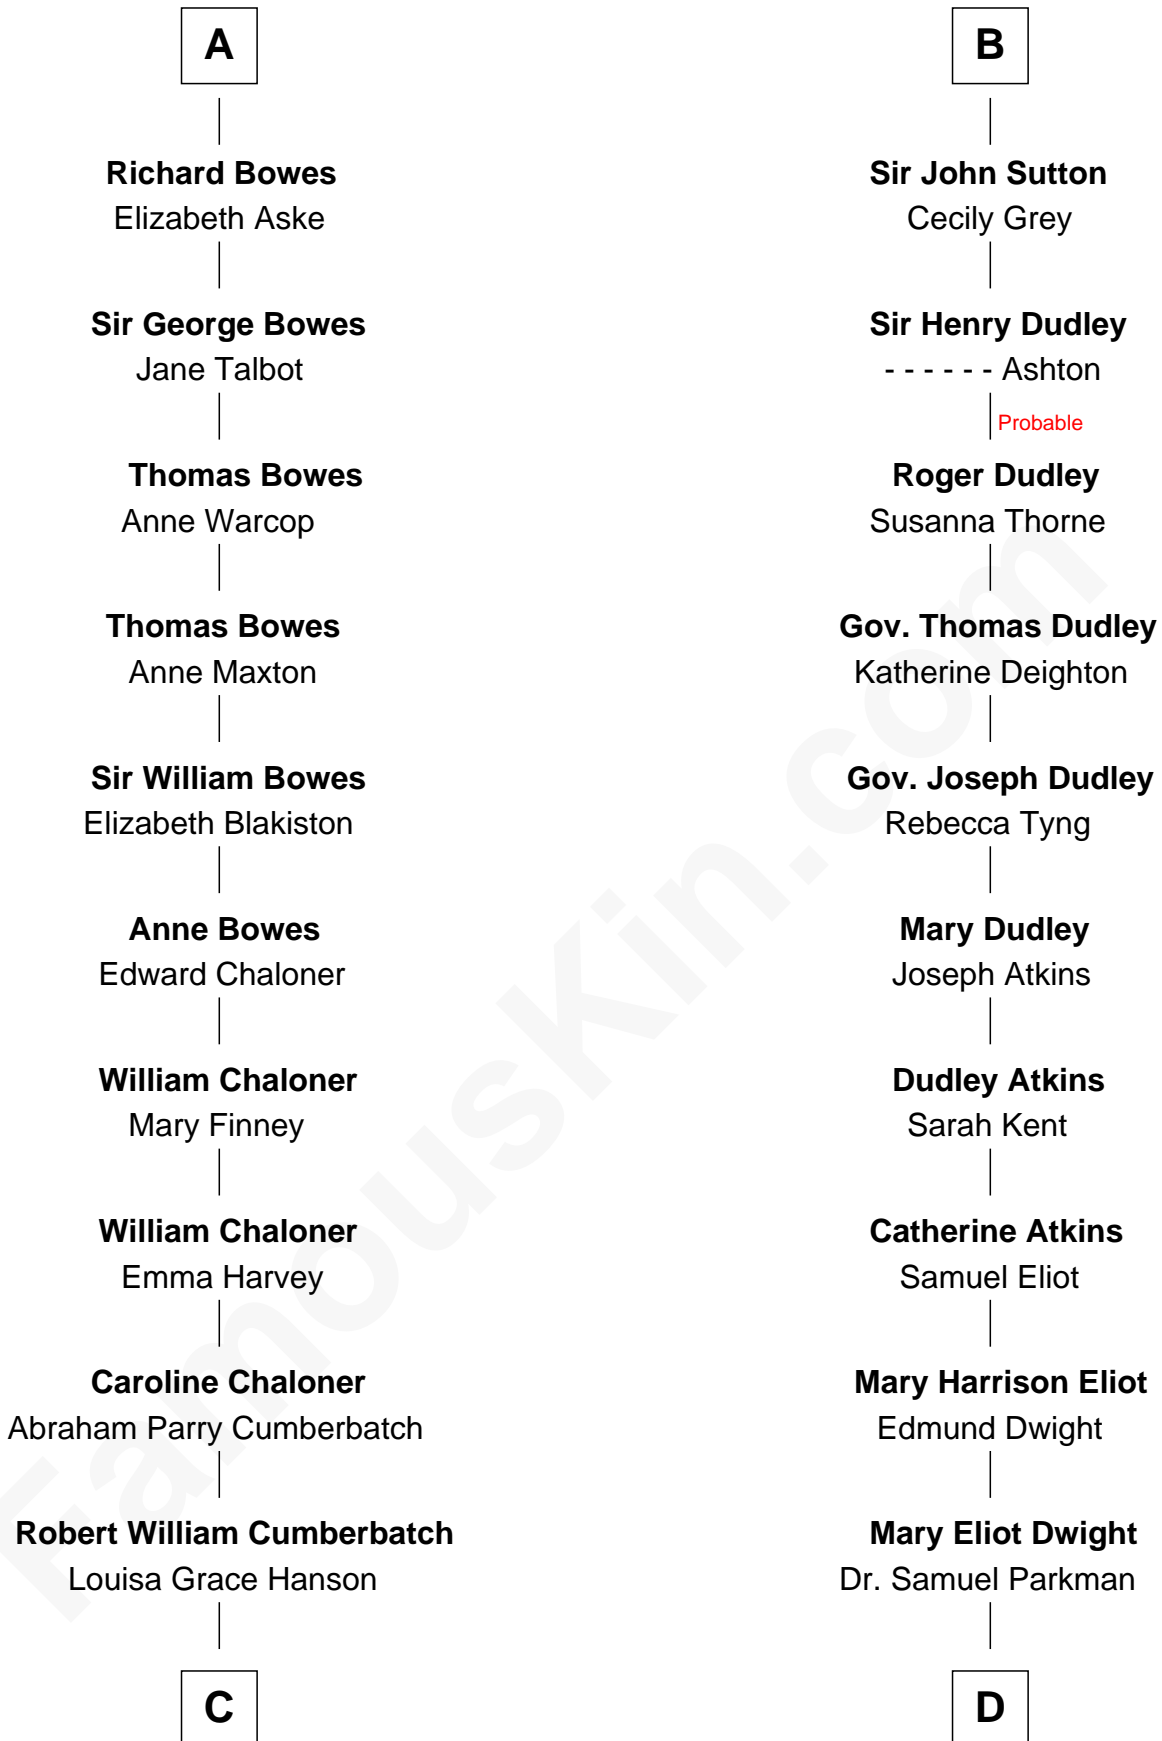 A
Richard Bowes
Elizabeth Aske
Sir George Bowes
Jane Talbot
Thomas Bowes
Anne Warcop
Thomas Bowes
Anne Maxton
Sir William Bowes
Elizabeth Blakiston
Anne Bowes
Edward Chaloner
William Chaloner
Mary Finney
William Chaloner
Emma Harvey
Caroline Chaloner
Abraham Parry Cumberbatch
Robert William Cumberbatch
Louisa Grace Hanson
C
B
Sir John Sutton
Cecily Grey
Sir Henry Dudley
- - - - - - Ashton
Probable
Roger Dudley
Susanna Thorne
Gov. Thomas Dudley
Katherine Deighton
Gov. Joseph Dudley
Rebecca Tyng
Mary Dudley
Joseph Atkins
Dudley Atkins
Sarah Kent
Catherine Atkins
Samuel Eliot
Mary Harrison Eliot
Edmund Dwight
Mary Eliot Dwight
Dr. Samuel Parkman
D
FamousKin.com